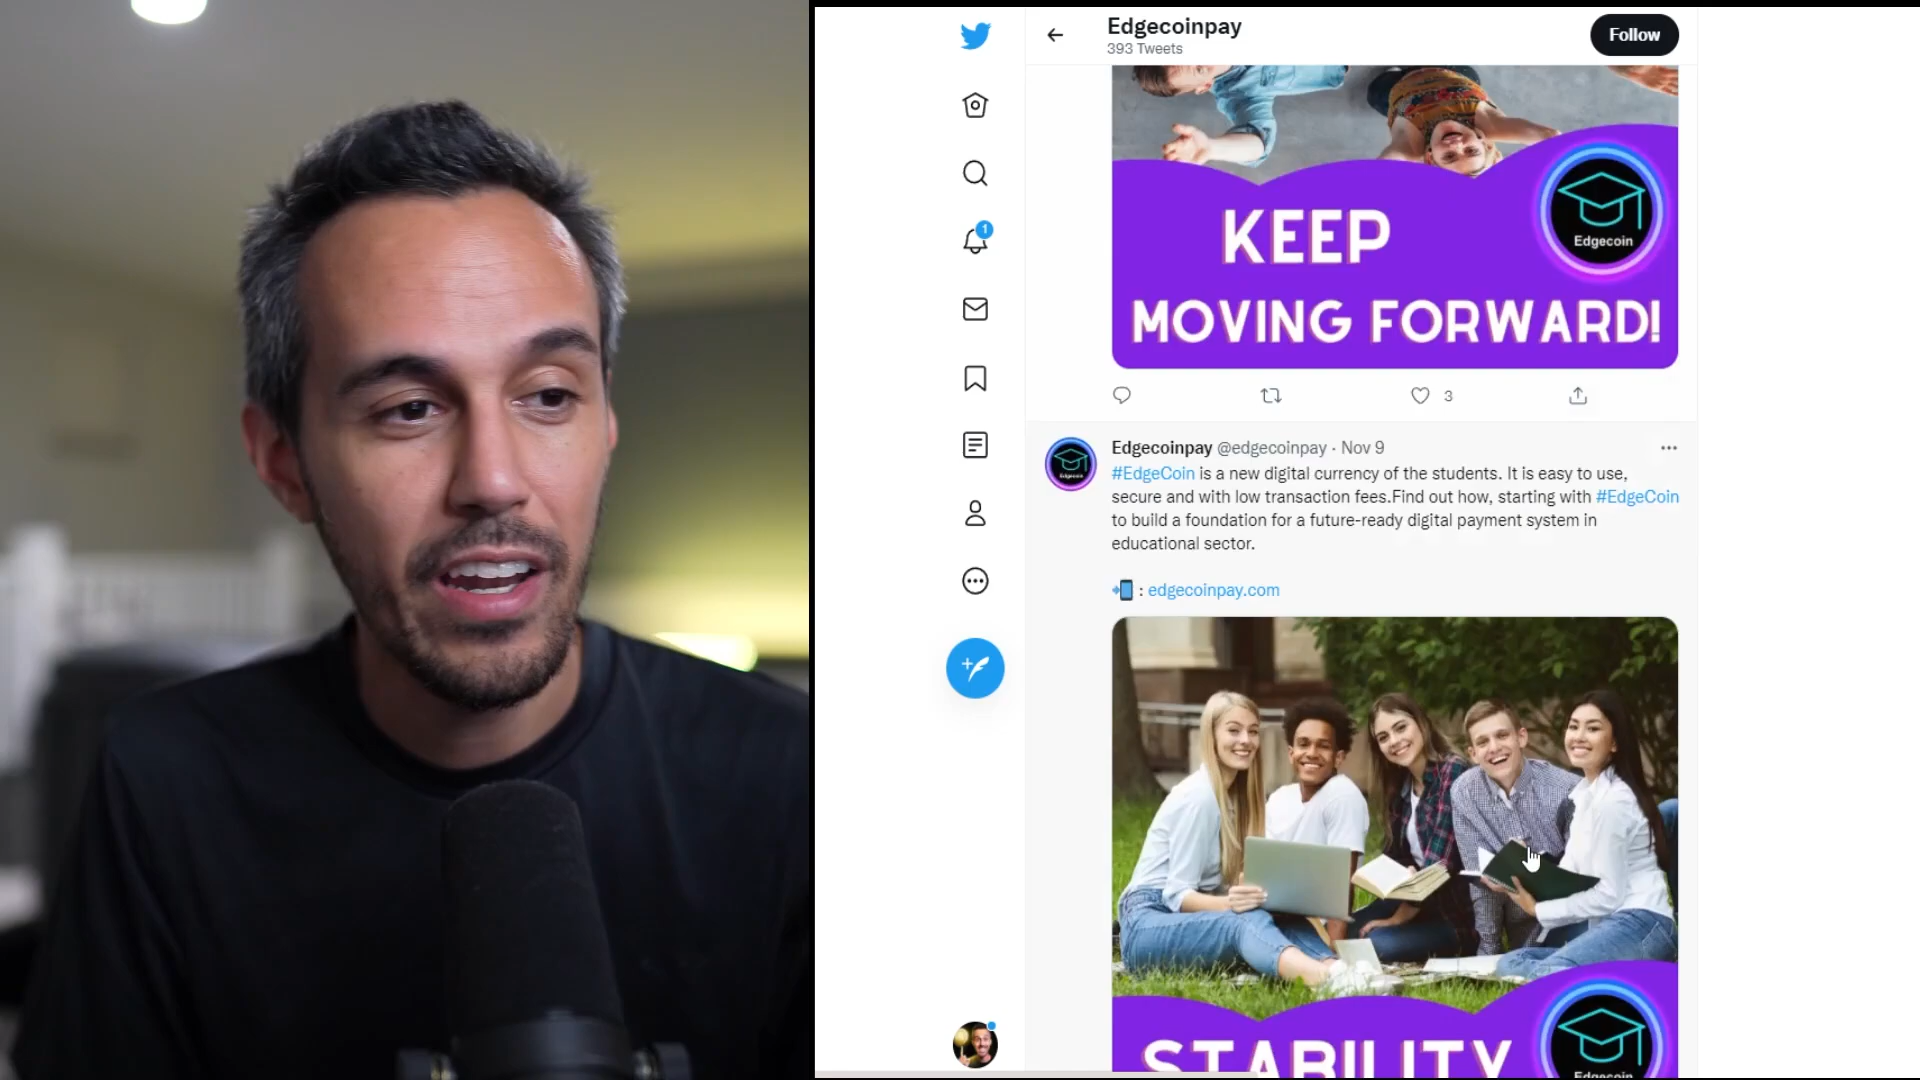 Edgecoinpay
393 Tweets
Follow
1
Edgecoin
KEEP
MOVING FORWARD!
3
Edgecoinpay @edgecoinpay · Nov 9
#EdgeCoin is a new digital currency of the students. It is easy to use,
secure and with low transaction fees.Find out how, starting with #EdgeCoin
to build a foundation for a future-ready digital payment system in
educational sector.
: edgecoinpay.com
STABILITY
Edgecoin